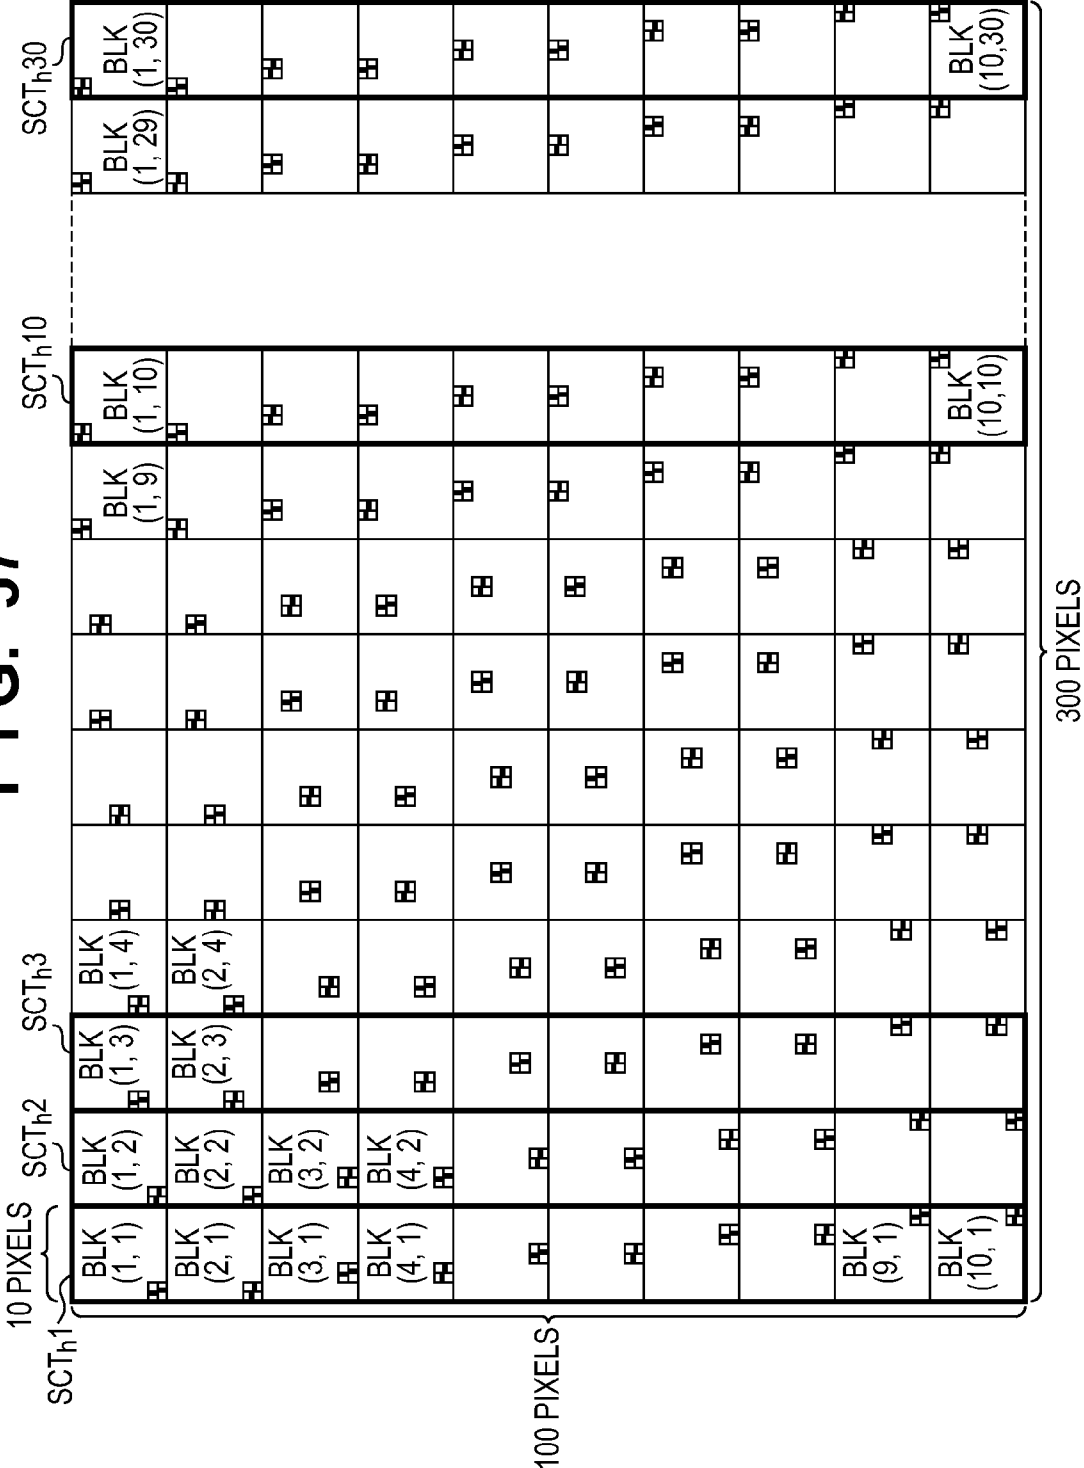 SCTh1
10 PIXELS
SCTh2
SCTh3
SCTh10
SCTh30
BLK
(1, 1)
BLK
(1, 2)
BLK
(1, 3)
BLK
(1, 4)
BLK
(1, 9)
BLK
(1, 10)
BLK
(1, 29)
BLK
(1, 30)
BLK
(2, 1)
BLK
(2, 2)
BLK
(2, 3)
BLK
(2, 4)
BLK
(3, 1)
BLK
(3, 2)
BLK
(4, 1)
BLK
(4, 2)
BLK
(9, 1)
BLK
(10, 1)
BLK
(10,10)
BLK
(10,30)
100 PIXELS
300 PIXELS